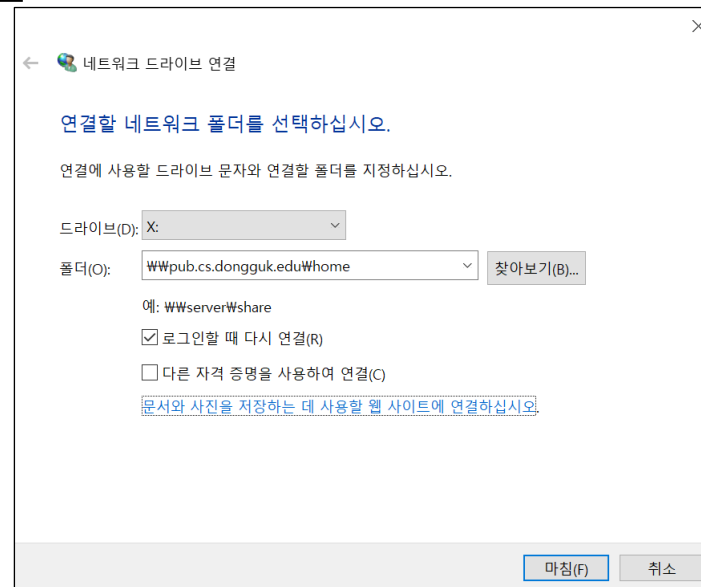 네트워크 드라이브 연결
연결할 네트워크 폴더를 선택하십시오.
연결에 사용할 드라이브 문자와 연결할 폴더를 지정하십시오.
드라이브(D): X:
폴더(O): ₩₩pub.cs.dongguk.edu₩home 찾아보기(B)...
예: ₩₩server₩share
로그인할 때 다시 연결(R)
다른 자격 증명을 사용하여 연결(C)
문서와 사진을 저장하는 데 사용할 웹 사이트에 연결하십시오.
마침(F) 취소